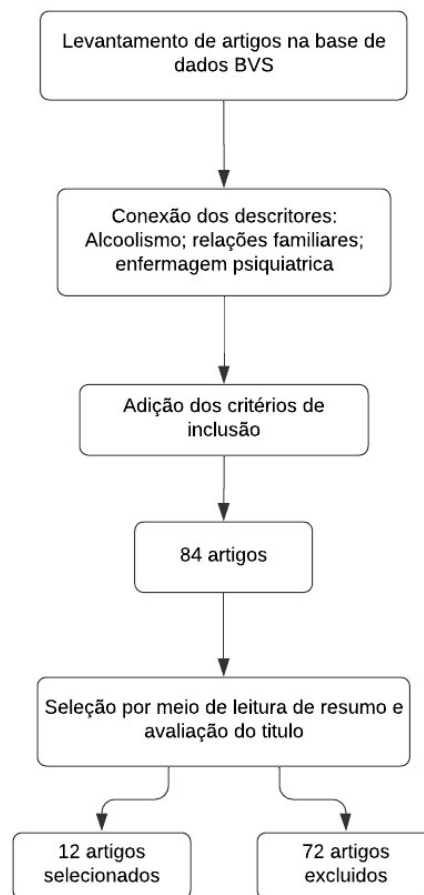 Levantamento de artigos na base de
dados BVS
Conexão dos descritores:
Alcoolismo; relações familiares;
enfermagem psiquiatrica
Adição dos critérios de
inclusão
84 artigos
Seleção por meio de leitura de resumo e
avaliação do titulo
12 artigos
selecionados
72 artigos
excluidos